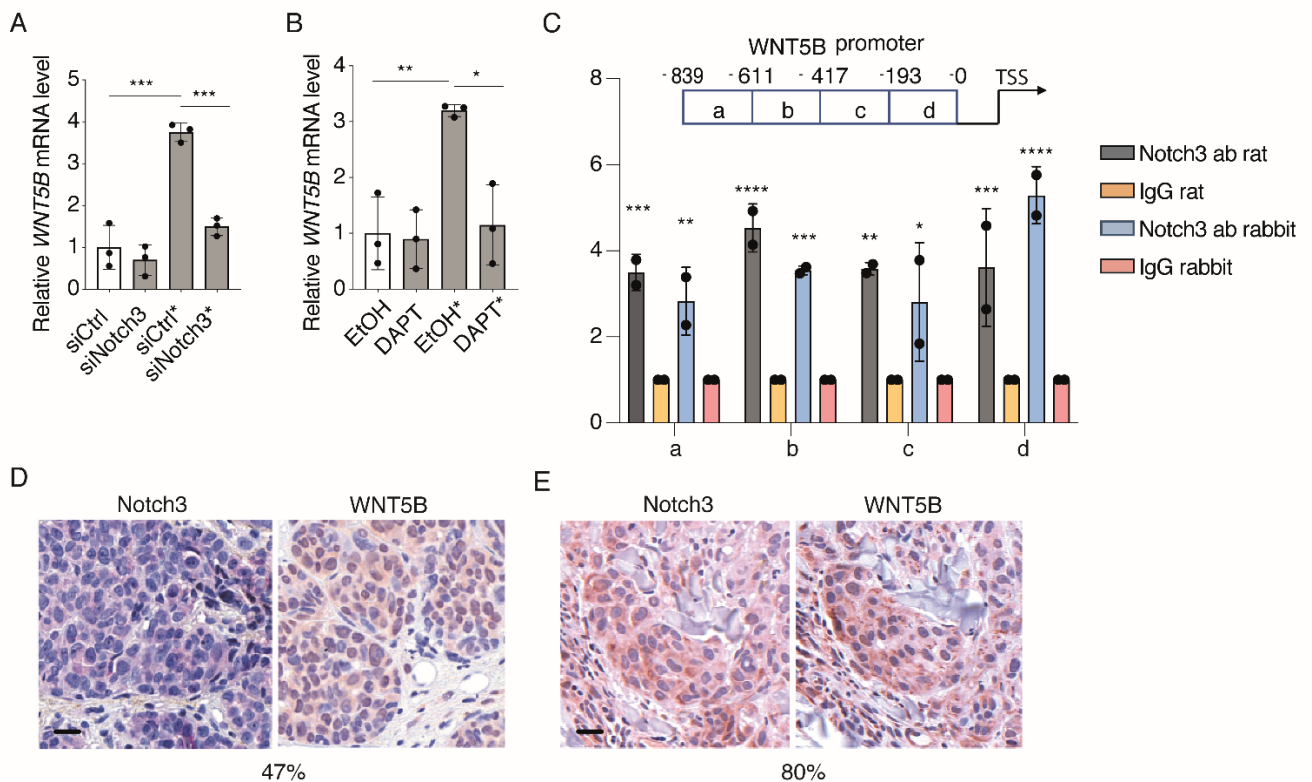 A
Relative WNT5B mRNA level
5
4
3
2
1
0
***
***
siCtrl
siNotch3
siCtrl*
siNotch3*
B
Relative WNT5B mRNA level
4
3
2
1
0
**
*
EtOH
DAPT
EtOH*
DAPT*
C
WNT5B promoter
-839 -611 -417 -193 -0 TSS
a b c d
8
6
4
2
0
*** ** **** *** ** * *** ****
a b c d
Notch3 ab rat
IgG rat
Notch3 ab rabbit
IgG rabbit
D
Notch3 WNT5B
47%
E
Notch3 WNT5B
80%